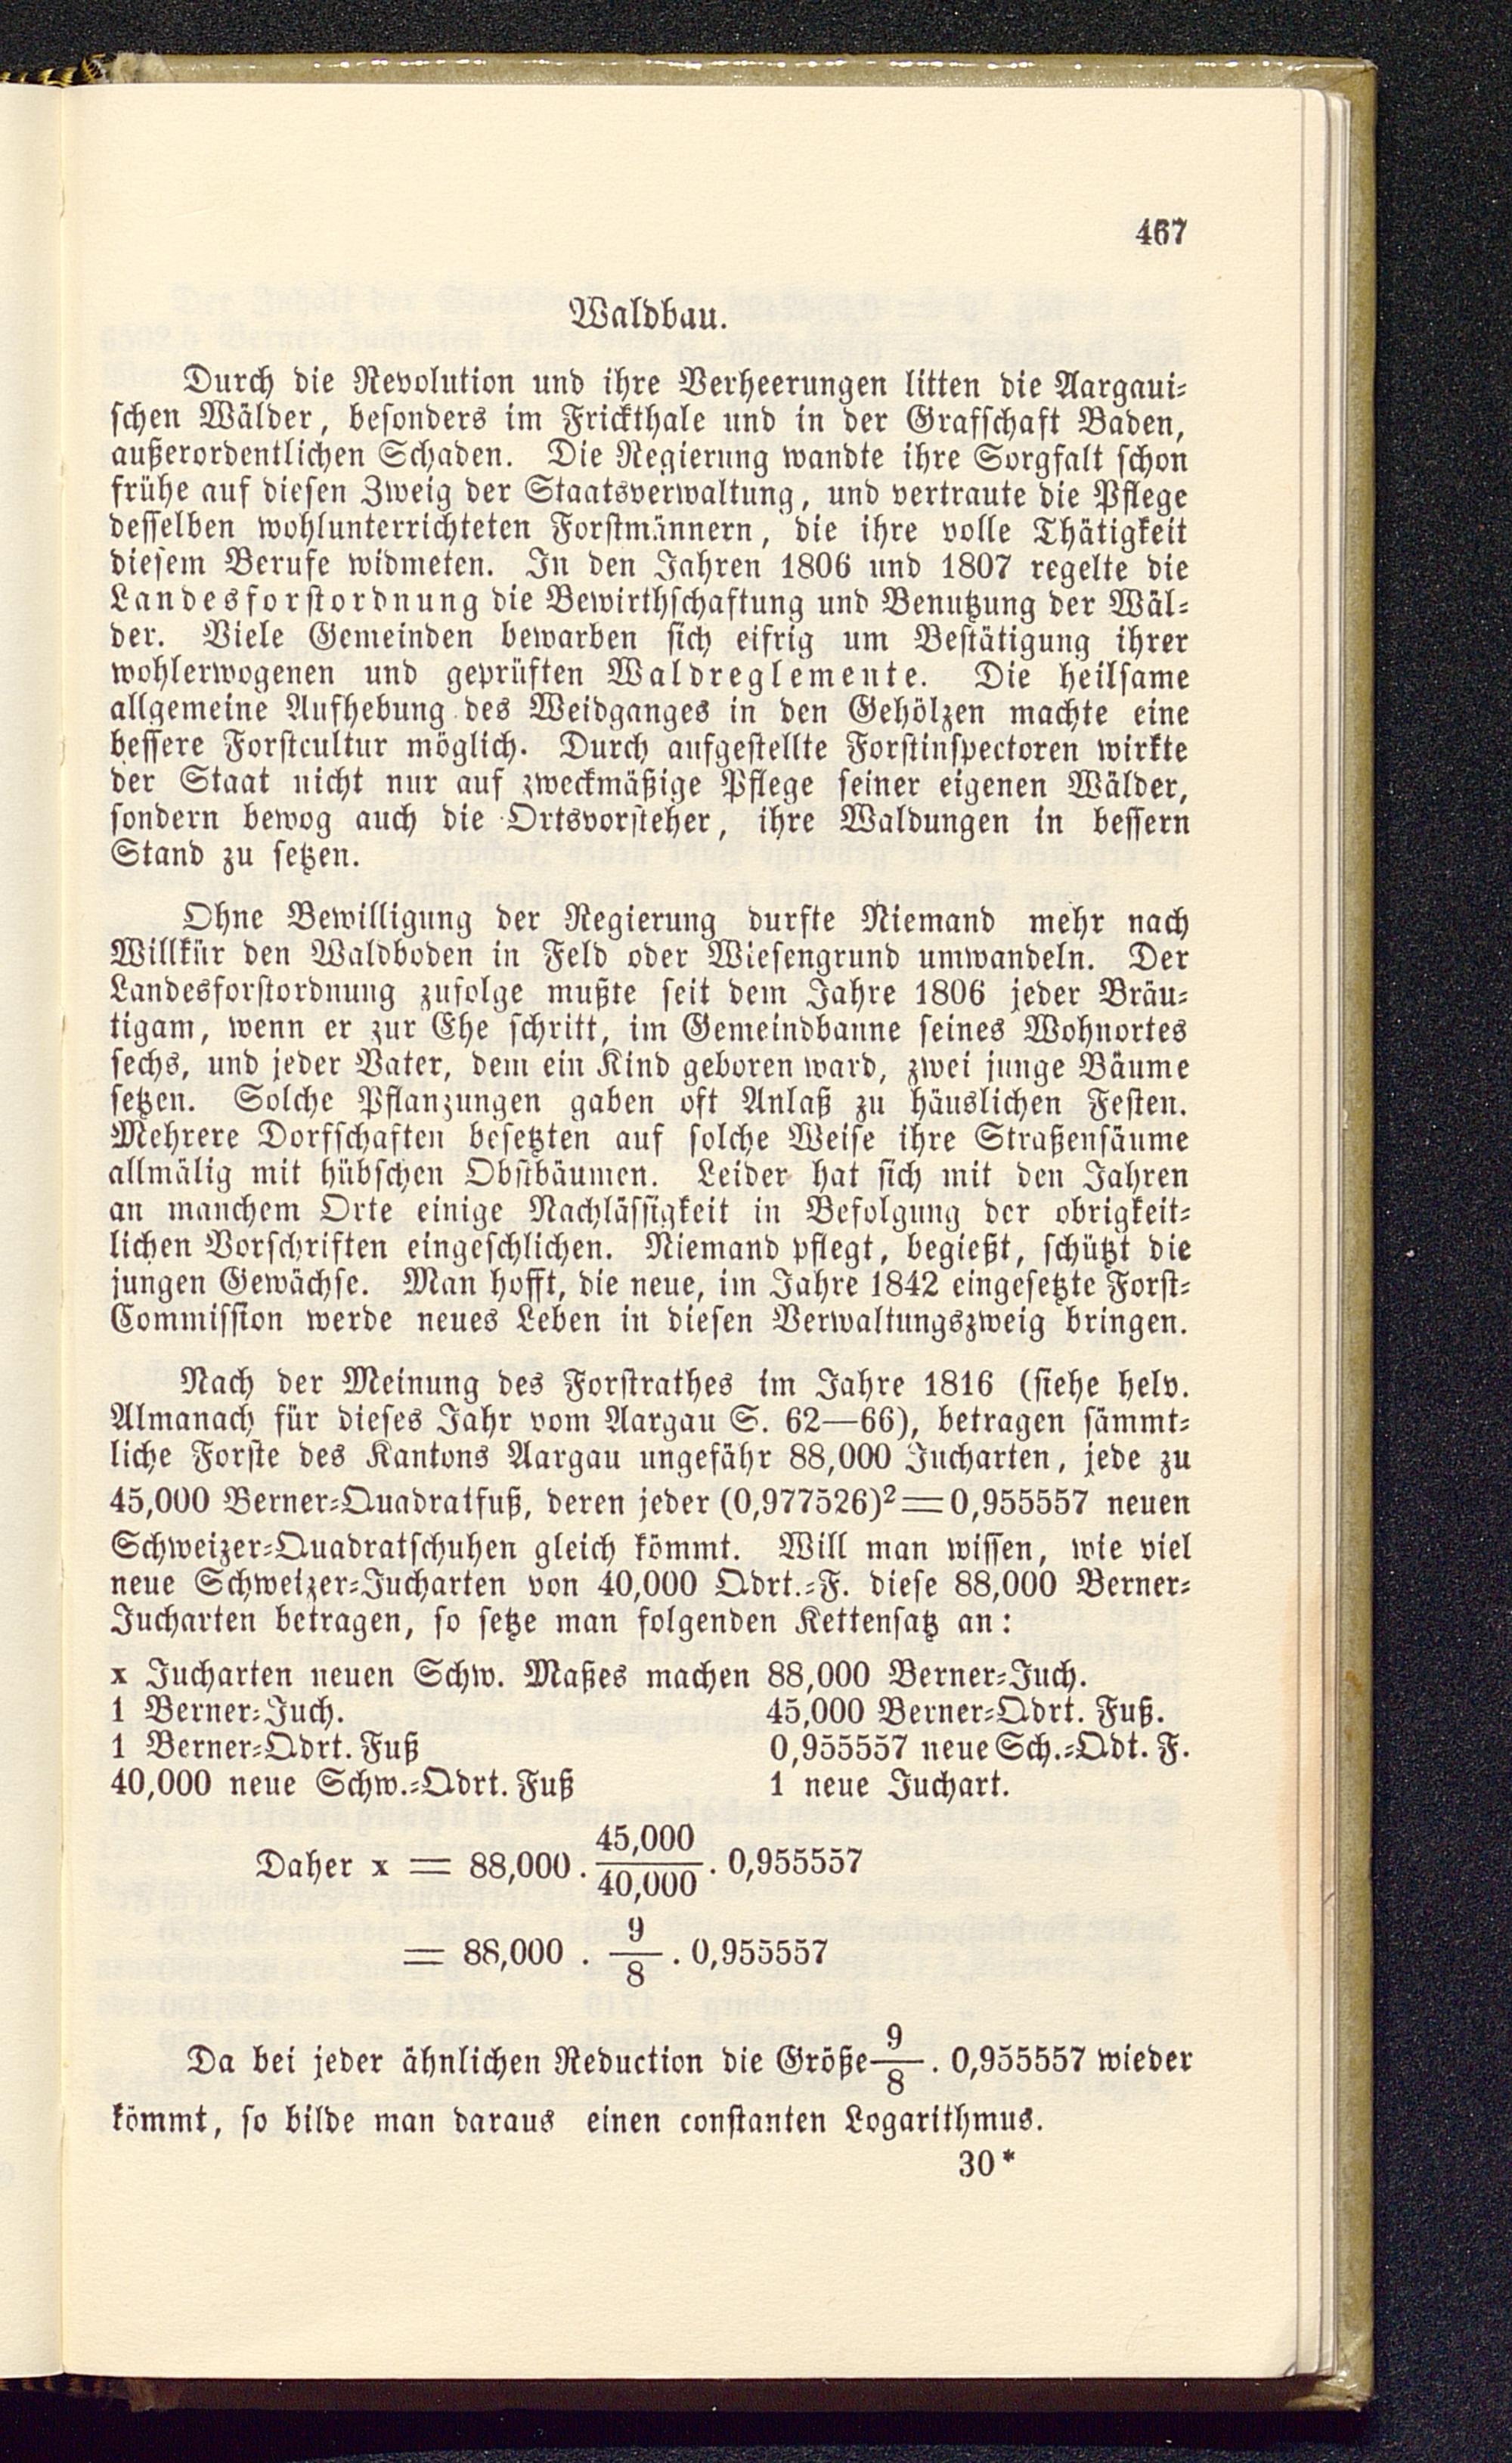 467
Waldbau.
Durch die Revolution und ihre Verheerungen litten die Aargaui-
schen Wälder, besonders im Frickthale und in der Grafschaft Baden,
außerordentlichen Schaden. Die Regierung wandte ihre Sorgfalt schon
frühe auf diesen Zweig der Staatsverwaltung, und vertraute die Pflege
desselben wohlunterrichteten Forstmännern, die ihre volle Thätigkeit
diesem Berufe widmeten. In den Jahren 1806 und 1807 regelte die
Landesforstordnung die Bewirthschaftung und Benutzung der Wäl-
der. Viele Gemeinden bewarben sich eifrig um Bestätigung ihrer
wohlerwogenen und geprüften Waldreglemente. Die heilsame
allgemeine Aufhebung des Weidganges in den Gehölzen machte eine
bessere Forstcultur möglich. Durch aufgestellte Forstinspectoren wirkte
der Staat nicht nur auf zweckmäßige Pflege seiner eigenen Wälder,
sondern bewog auch die Ortsvorsteher, ihre Waldungen in bessern
Stand zu setzen.
Ohne Bewilligung der Regierung durfte Niemand mehr nach
Willkür den Waldboden in Feld oder Wiesengrund umwandeln. Der
Landesforstordnung zufolge mußte seit dem Jahre 1806 jeder Bräu-
tigam, wenn er zur Ehe schritt, im Gemeindbanne seines Wohnortes
sechs, und jeder Vater, dem ein Kind geboren ward, zwei junge Bäume
setzen. Solche Pflanzungen gaben oft Anlaß zu häuslichen Festen.
Mehrere Dorfschaften besetzten auf solche Weise ihre Straßensäume
allmälig mit hübschen Obstbäumen. Leider hat sich mit den Jahren
an manchem Orte einige Nachlässigkeit in Befolgung der obrigkeit-
lichen Vorschriften eingeschlichen. Niemand pflegt, begießt, schützt die
jungen Gewächse. Man hofft, die neue, im Jahre 1842 eingesetzte Forst-
Commission werde neues Leben in diesen Verwaltungszweig bringen.
Nach der Meinung des Forstrathes im Jahre 1816 (siehe helv.
Almanach für dieses Jahr vom Aargau S. 62—66), betragen sämmt-
liche Forste des Kantons Aargau ungefähr 88,000 Jucharten, jede zu
45,000 Berner-Quadratfuß, deren jeder (0,977526)² = 0,955557 neuen
Schweizer-Quadratschuhen gleich kömmt. Will man wissen, wie viel
neue Schweizer-Jucharten von 40,000 Qdrt.-F. diese 88,000 Berner-
Jucharten betragen, so setze man folgenden Kettensatz an:
x Jucharten neuen Schw. Maßes machen 88,000 Berner-Juch.
1 Berner-Juch. 45,000 Berner-Qdrt. Fuß.
1 Berner-Qdrt. Fuß 0,955557 neue Sch.-Qdt. F.
40,000 neue Schw.-Qdrt. Fuß 1 neue Juchart.
Daher x = 88,000 . 45,000/40,000 . 0,955557
= 88,000 . 9/8 . 0,955557
Da bei jeder ähnlichen Reduction die Größe 9/8 . 0,955557 wieder
kömmt, so bilde man daraus einen constanten Logarithmus.
30*